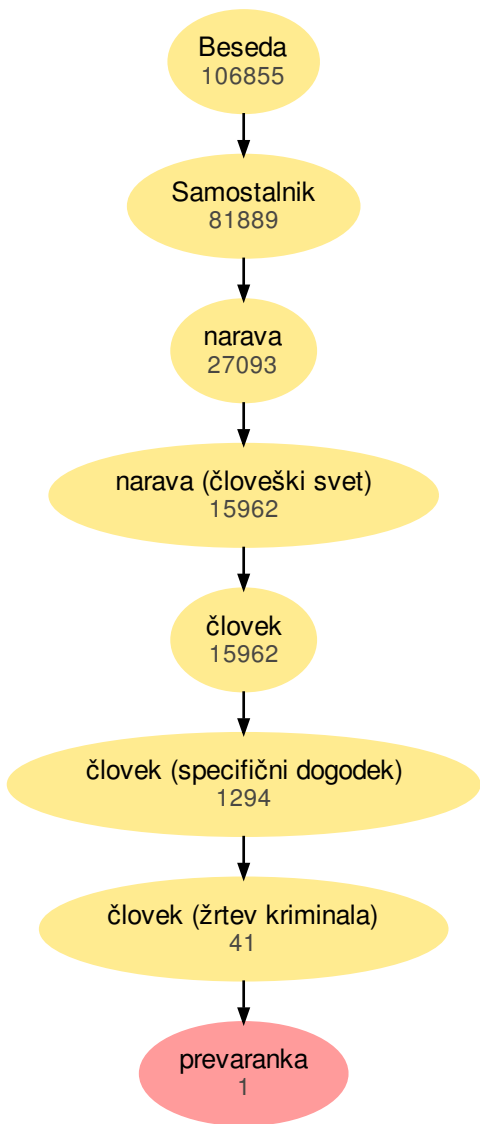 Beseda
106855
Samostalnik
81889
narava
27093
narava (človeški svet)
15962
človek
15962
človek (specifični dogodek)
1294
človek (žrtev kriminala)
41
prevaranka
1